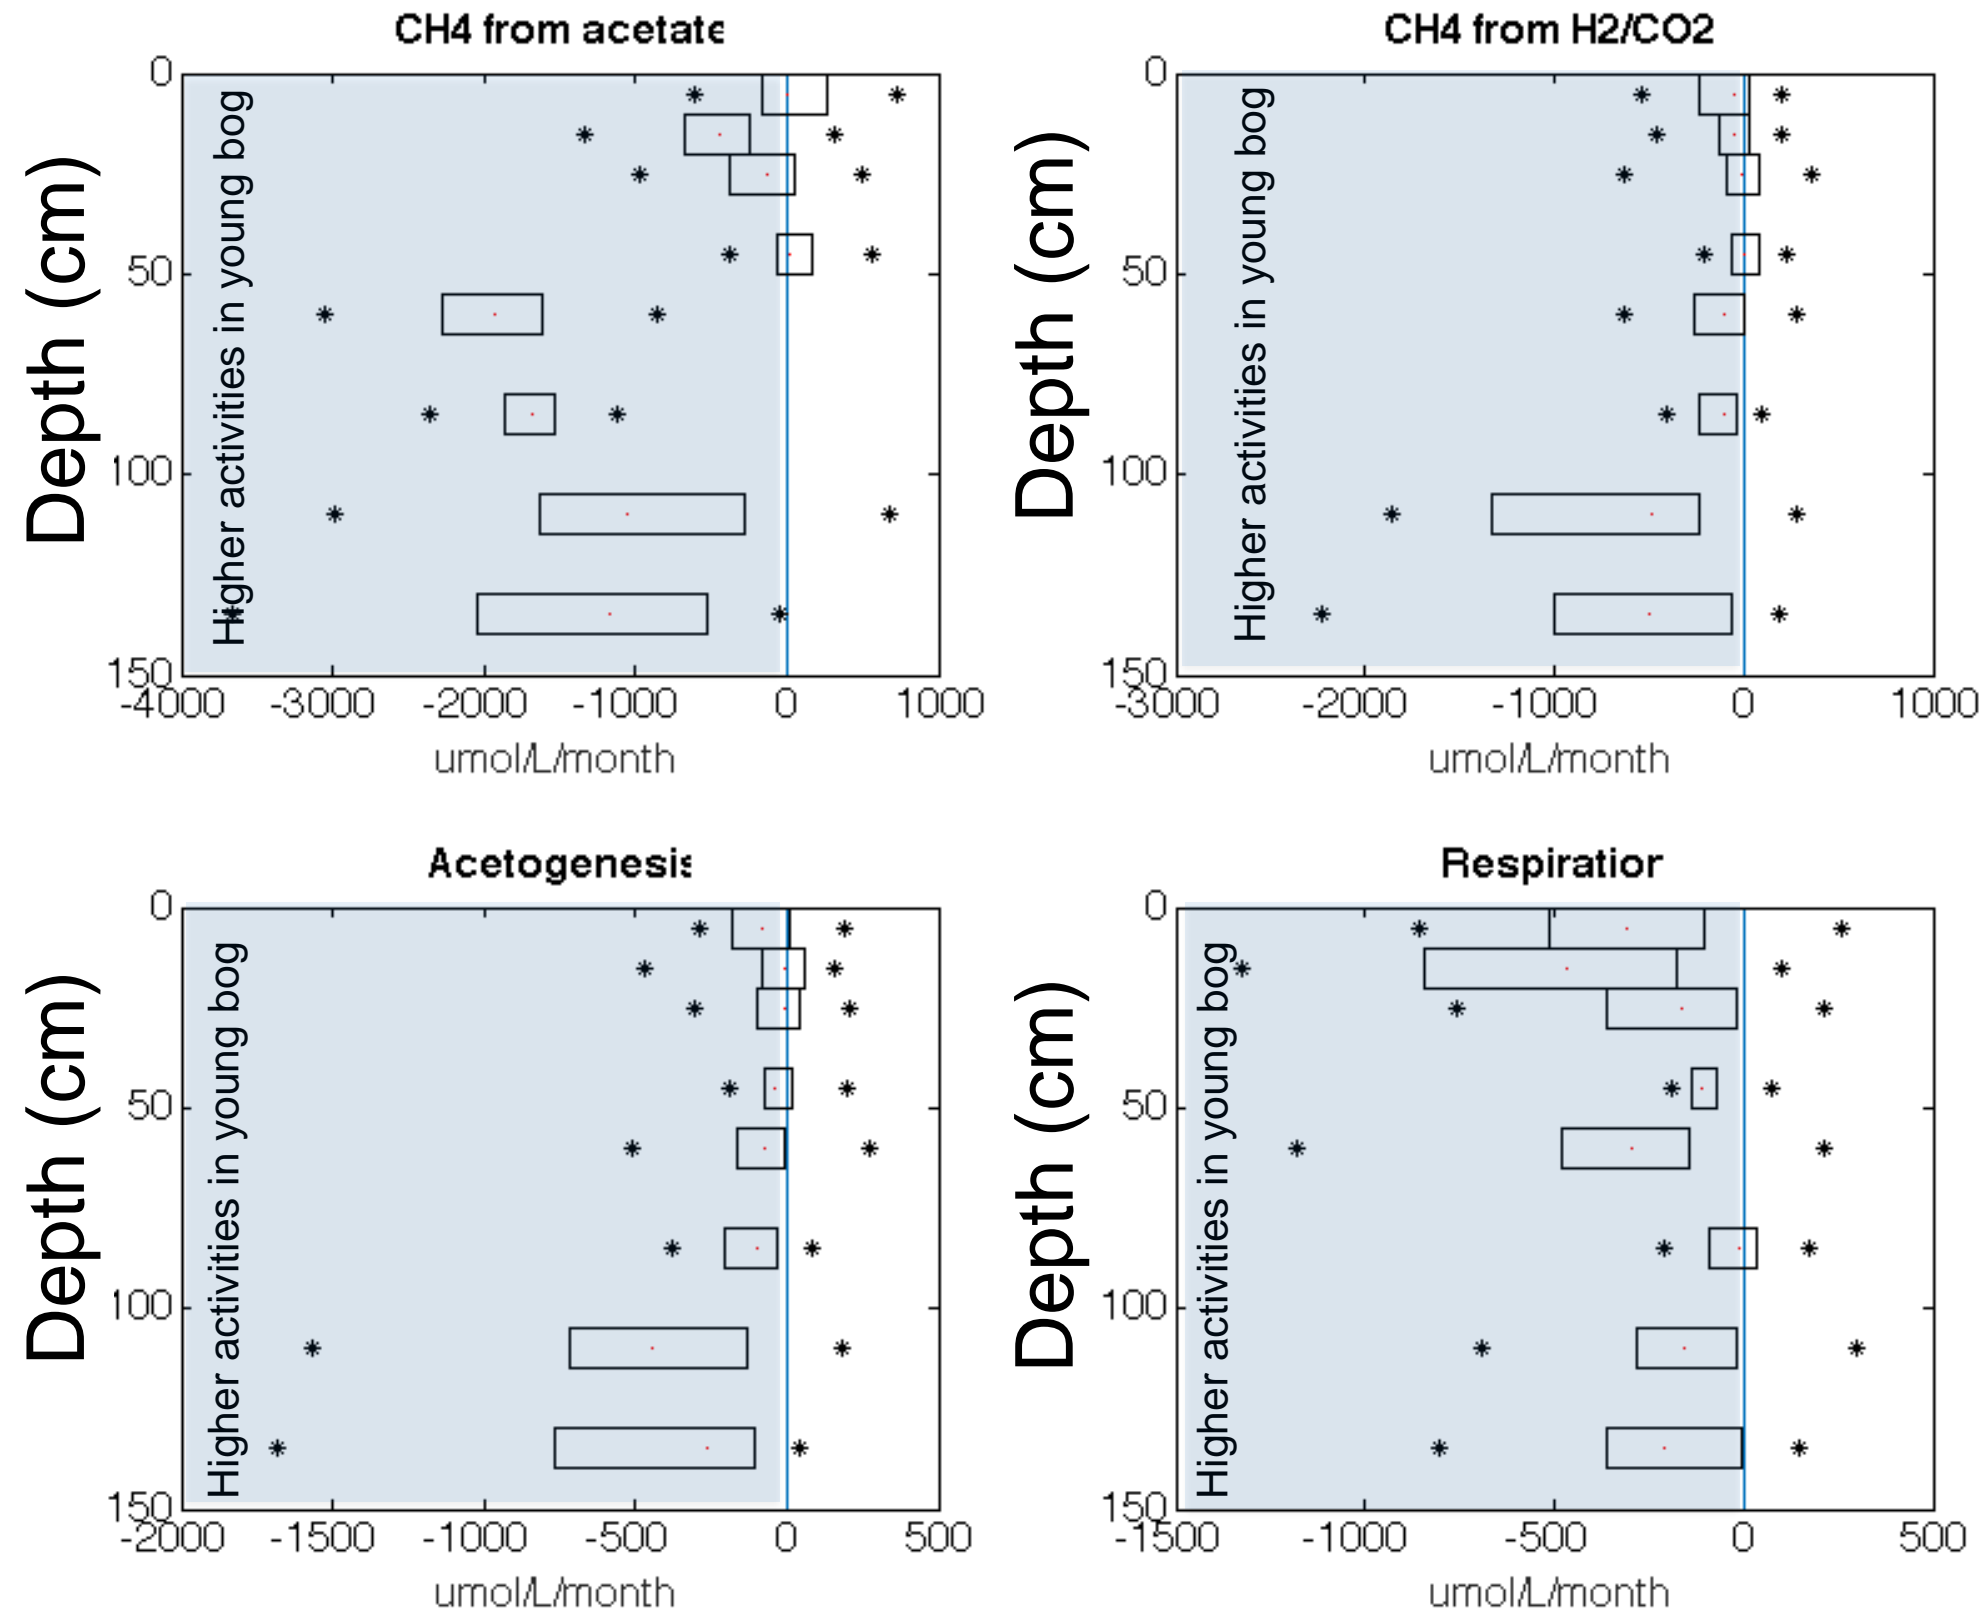 CH4 from acetate
0
50
100
150
Depth (cm)
Higher activities in young bog
-4000 -3000 -2000 -1000 0 1000
umol/L/month
CH4 from H2/CO2
0
50
100
150
Depth (cm)
Higher activities in young bog
-3000 -2000 -1000 0 1000
umol/L/month
Acetogenesis
0
50
100
150
Depth (cm)
Higher activities in young bog
-2000 -1500 -1000 -500 0 500
umol/L/month
Respiration
0
50
100
150
Depth (cm)
Higher activities in young bog
-1500 -1000 -500 0 500
umol/L/month